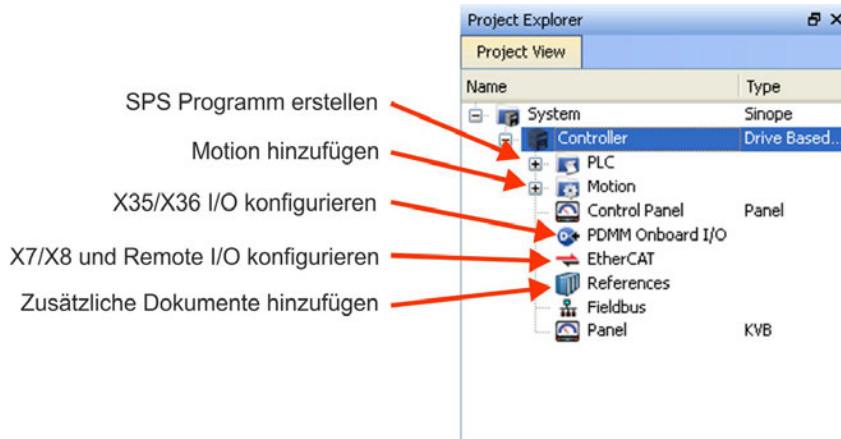 Project Explorer
Project View
Name Type
System Sinope
SPS Programm erstellen
Controller Drive Based...
Motion hinzufügen
PLC
Motion
X35/X36 I/O konfigurieren
Control Panel Panel
PDMM Onboard I/O
X7/X8 und Remote I/O konfigurieren
EtherCAT
Zusätzliche Dokumente hinzufügen
References
Fieldbus
Panel KVB